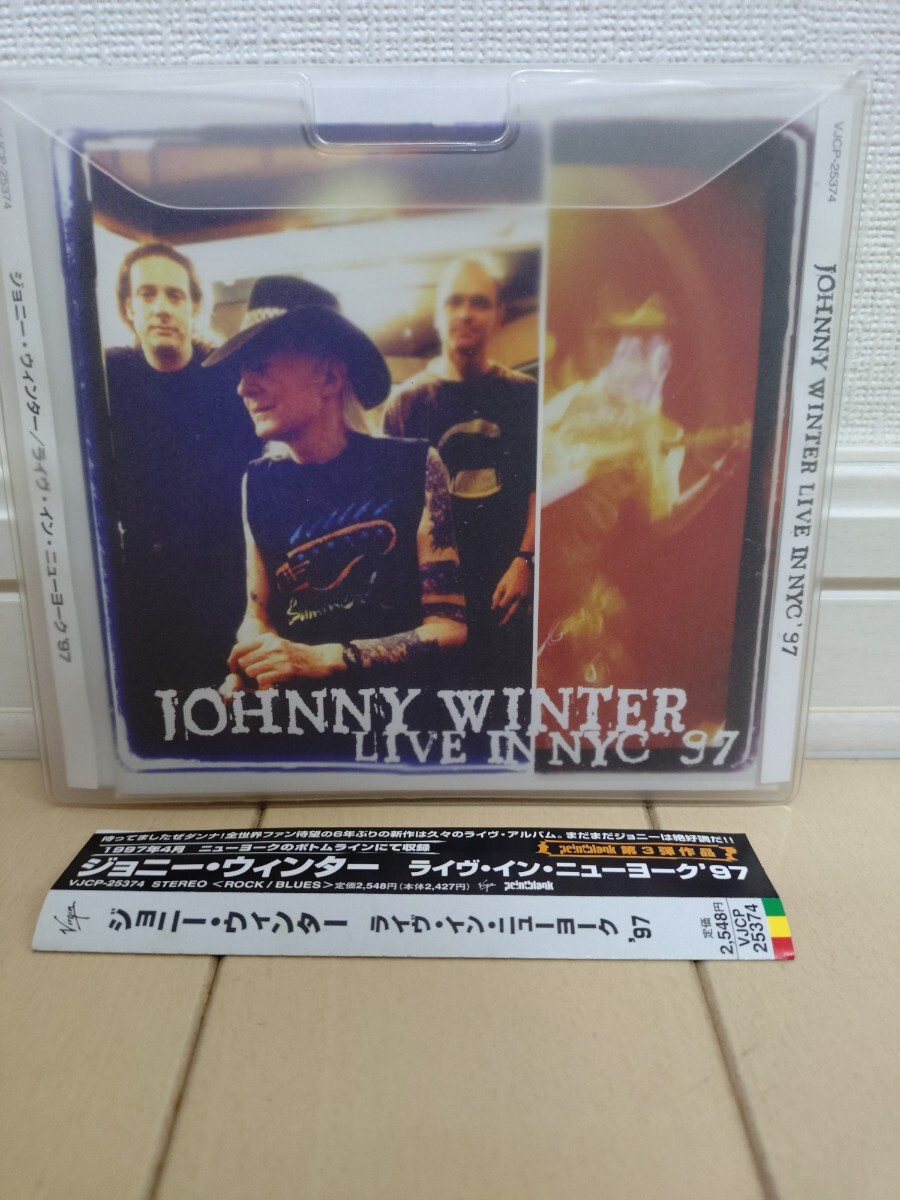 VJCP-25374
ジョニー・ウィンター/ライヴ・イン・ニューヨーク'97
VJCP-25374
JOHNNY WINTER LIVE IN NYC '97
JOHNNY WINTER
LIVE IN NYC '97
待ってましたぜダンナ!全世界ファン待望の6年ぶりの新作は久々のライヴ・アルバム。まだまだジョニーは絶好調だ!!
1997年4月 ニューヨークのボトムラインにて収録
pointblank 第3弾作品
ジョニー・ウィンター ライヴ・イン・ニューヨーク'97
VJCP-25374 STEREO <ROCK/BLUES> 定価2,548円(本体2,427円) Virgin pointblank
Virgin ジョニー・ウィンター ライヴ・イン・ニューヨーク '97
定価
2,548円
VJCP
25374